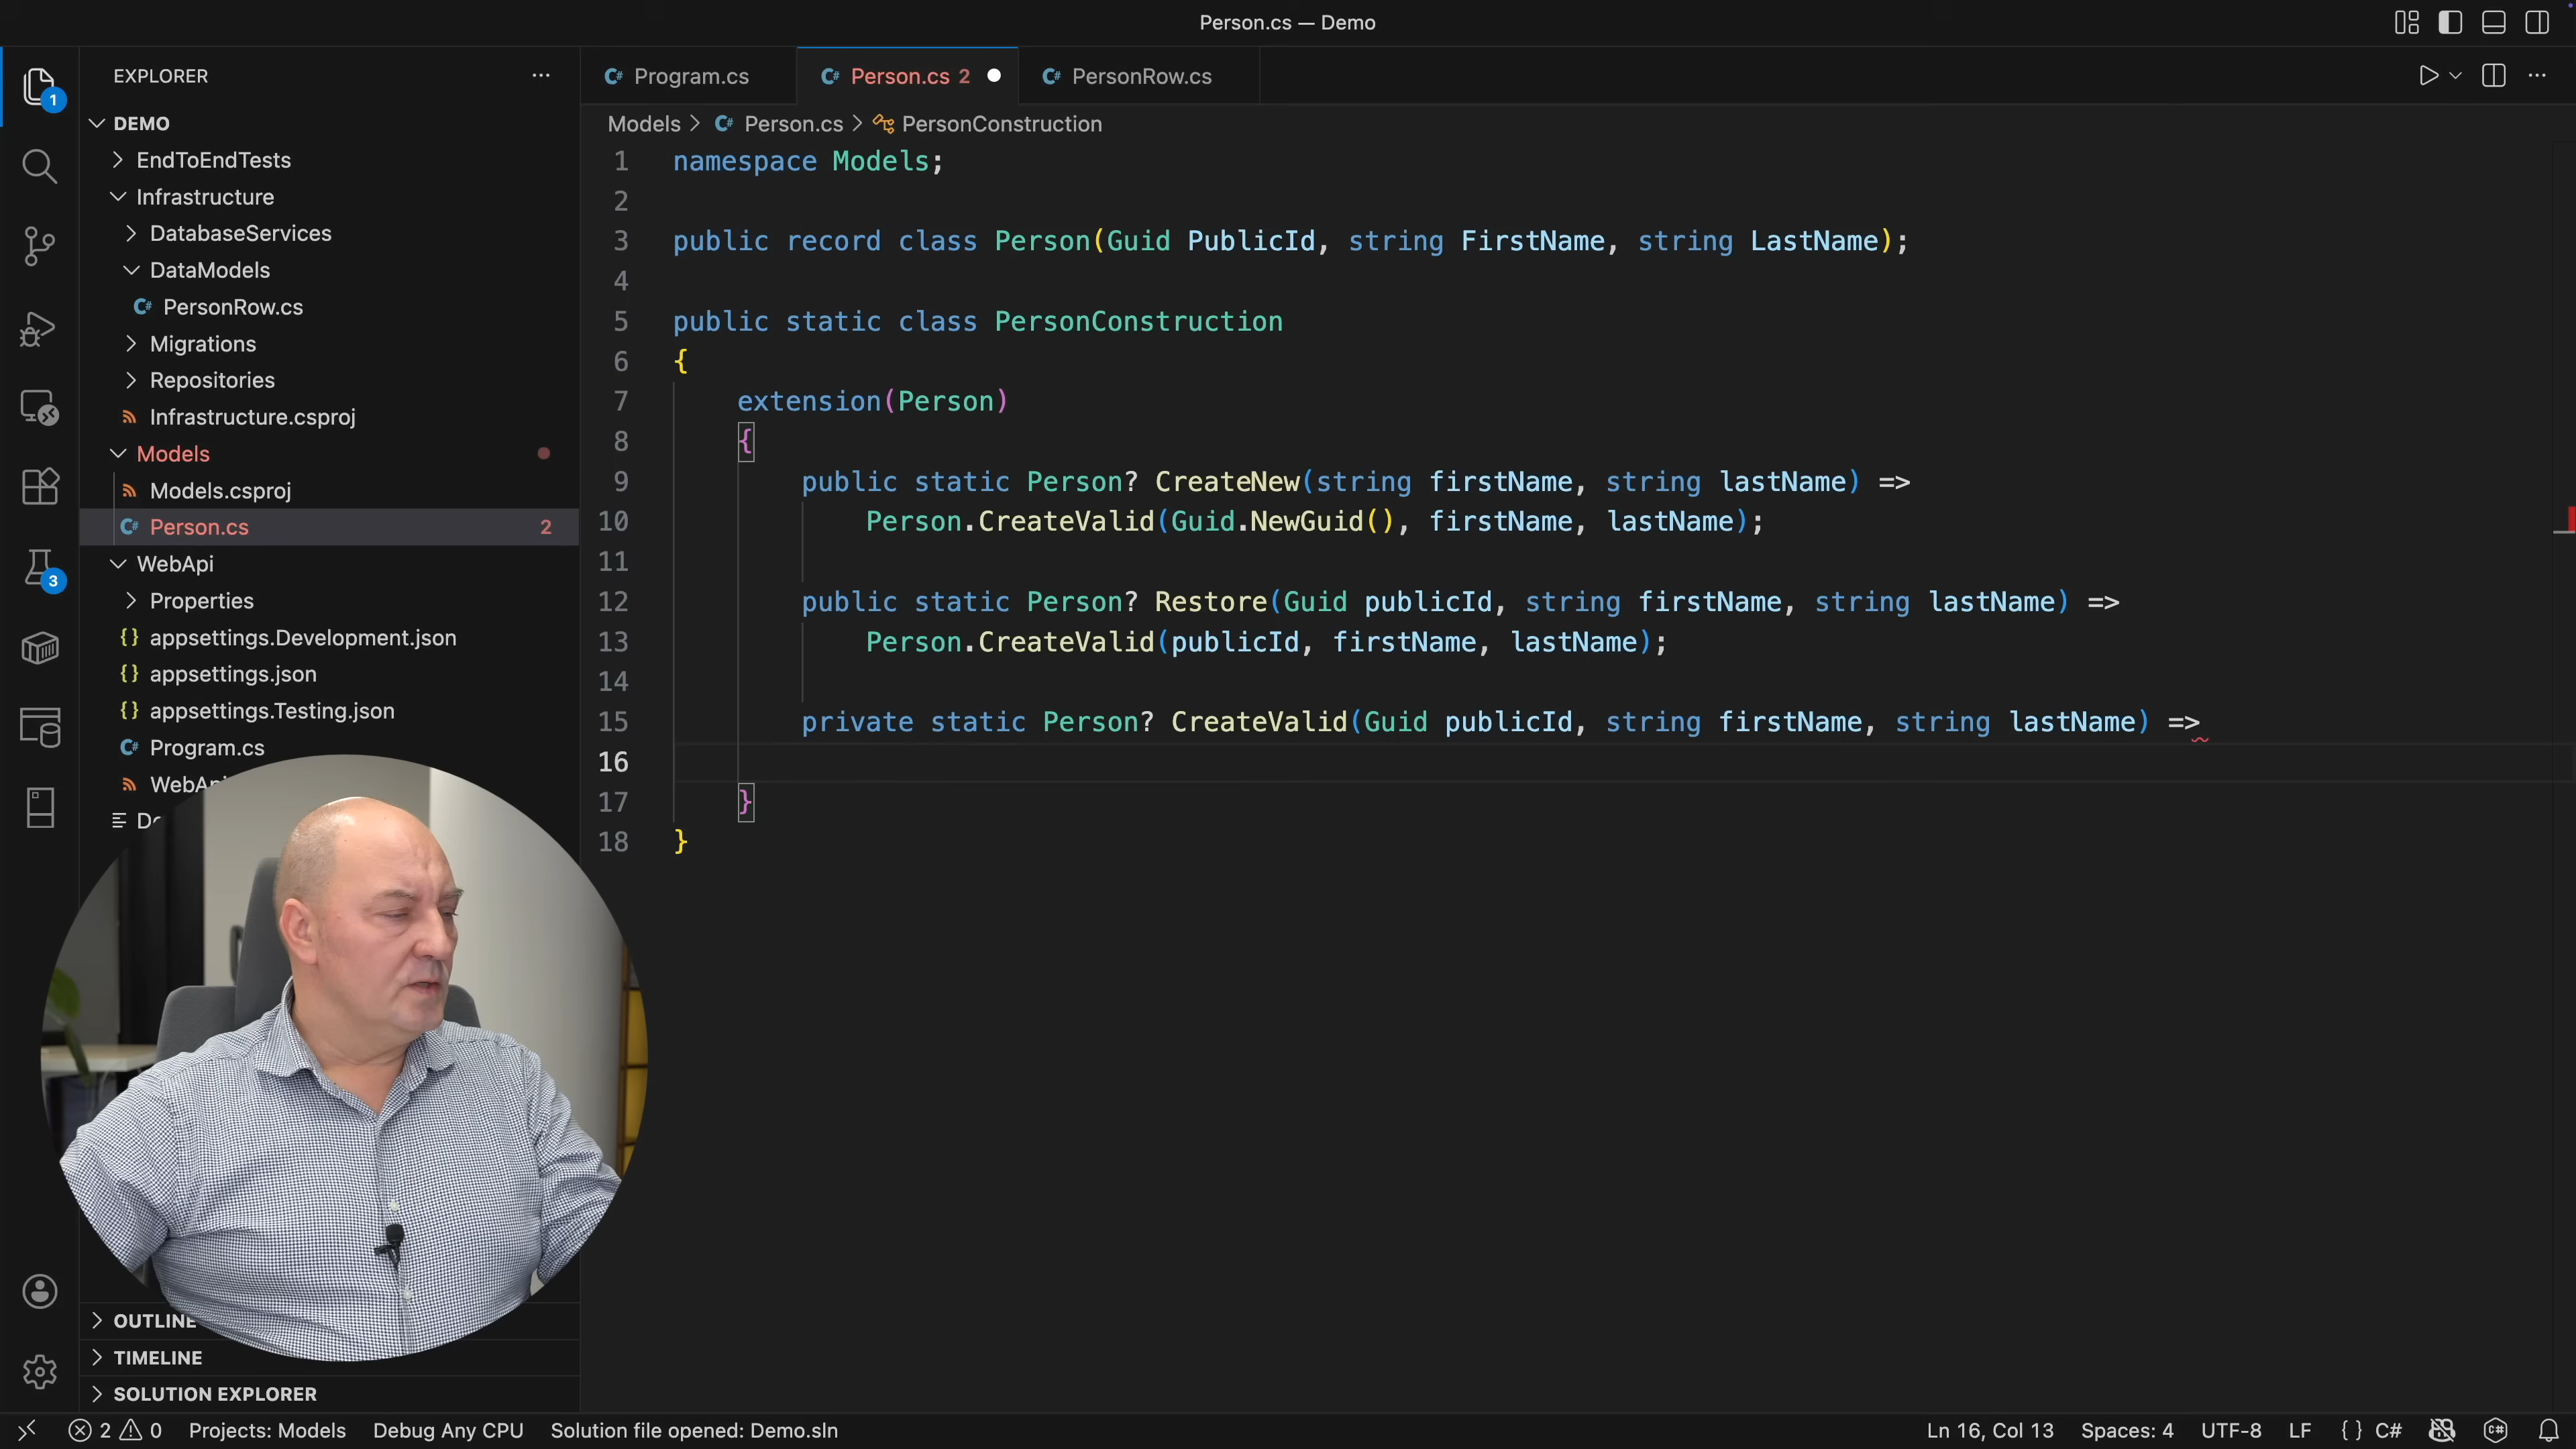 Person.cs — Demo
EXPLORER
Program.cs
Person.cs 2
PersonRow.cs
1
DEMO
EndToEndTests
Infrastructure
DatabaseServices
DataModels
PersonRow.cs
Migrations
Repositories
Infrastructure.csproj
Models
Models.csproj
Person.cs 2
WebApi
Properties
{} appsettings.Development.json
{} appsettings.json
{} appsettings.Testing.json
Program.cs
3
OUTLINE
TIMELINE
SOLUTION EXPLORER
Models > Person.cs > PersonConstruction
1 namespace Models;
2
3 public record class Person(Guid PublicId, string FirstName, string LastName);
4
5 public static class PersonConstruction
6 {
7 extension(Person)
8 {
9 public static Person? CreateNew(string firstName, string lastName) =>
10 Person.CreateValid(Guid.NewGuid(), firstName, lastName);
11
12 public static Person? Restore(Guid publicId, string firstName, string lastName) =>
13 Person.CreateValid(publicId, firstName, lastName);
14
15 private static Person? CreateValid(Guid publicId, string firstName, string lastName) =>
16
17 }
18 }
2 0 Projects: Models Debug Any CPU Solution file opened: Demo.sln Ln 16, Col 13 Spaces: 4 UTF-8 LF {} C#